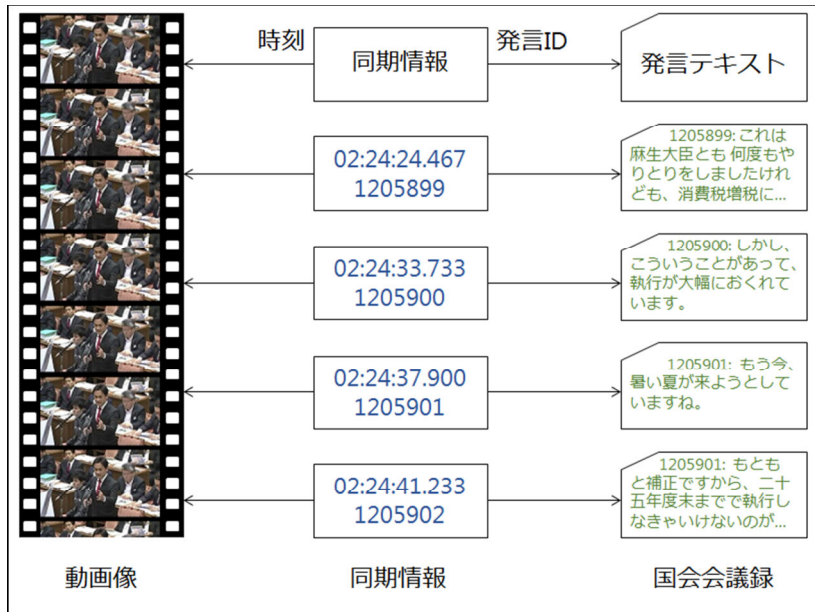 時刻
同期情報
発言ID
発言テキスト
02:24:24.467
1205899
1205899: これは
麻生大臣とも 何度もや
りとりをしましたけれ
ども、消費税増税に...
02:24:33.733
1205900
1205900: しかし、
こういうことがあって、
執行が大幅におくれて
います。
02:24:37.900
1205901
1205901: もう今、
暑い夏が来ようとして
いますね。
02:24:41.233
1205902
1205901: もともと
と補正ですから、二十
五年度末までで執行し
なきゃいけないのが...
動画像
同期情報
国会会議録